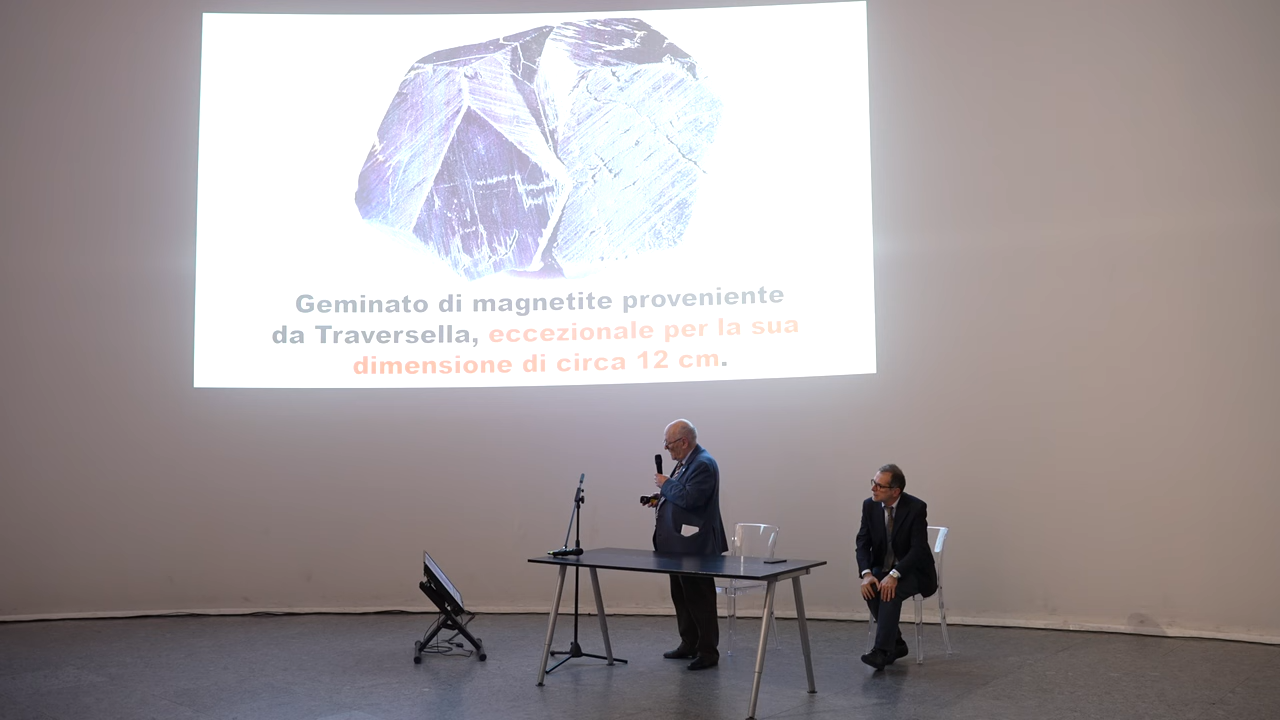 Geminato di magnetite proveniente
da Traversella, eccezionale per la sua
dimensione di circa 12 cm.